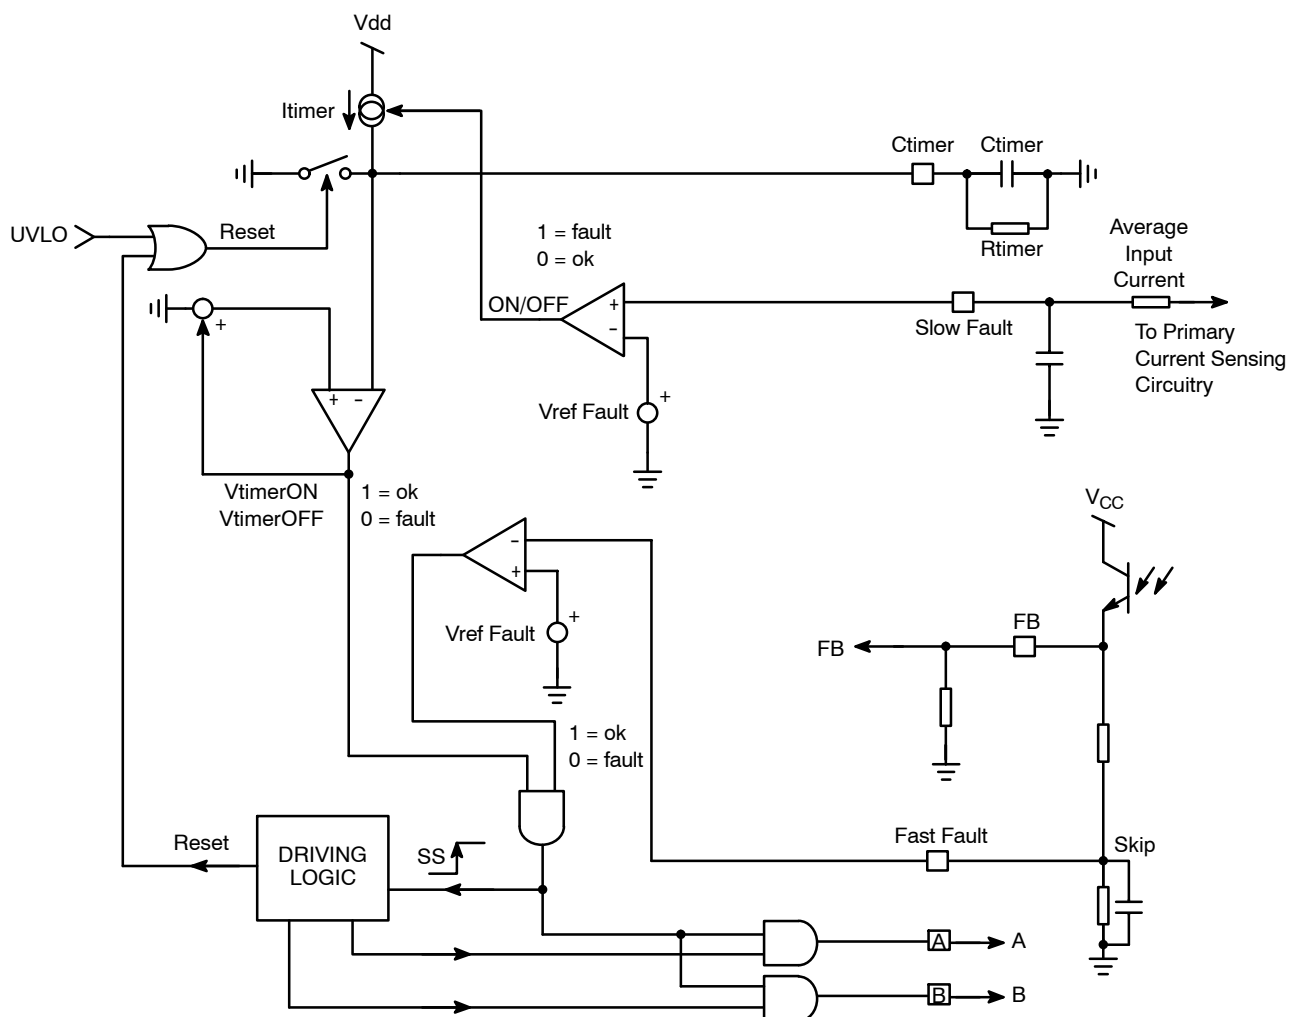 Vdd
Itimer
Ctimer
Ctimer
Rtimer
UVLO
Reset
1 = fault
0 = ok
Average
Input
Current
ON/OFF
+
−
Slow Fault
To Primary
Current Sensing
Circuitry
+
+ −
Vref Fault
+
VtimerON
VtimerOFF
1 = ok
0 = fault
VCC
−
+
Vref Fault
+
FB
FB
1 = ok
0 = fault
Reset
DRIVING
LOGIC
SS
Fast Fault
Skip
A
A
B
B